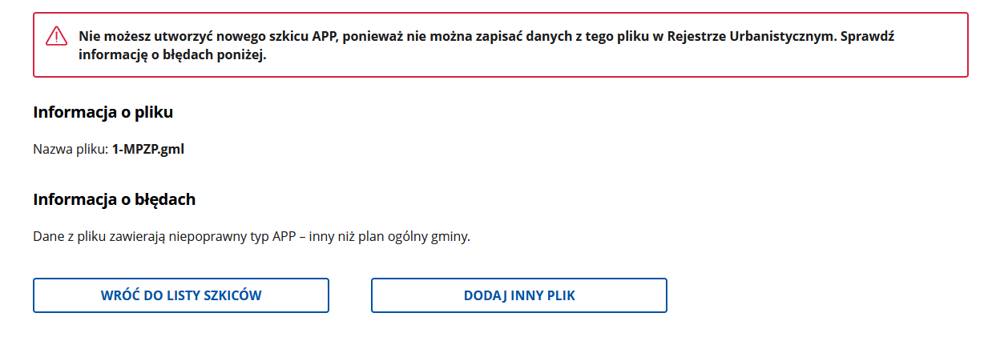 Nie możesz utworzyć nowego szkicu APP, ponieważ nie można zapisać danych z tego pliku w Rejestrze Urbanistycznym. Sprawdź
informację o błędach poniżej.
Informacja o pliku
Nazwa pliku: 1-MPZP.gml
Informacja o błędach
Dane z pliku zawierają niepoprawny typ APP – inny niż plan ogólny gminy.
WRÓĆ DO LISTY SZKICÓW
DODAJ INNY PLIK